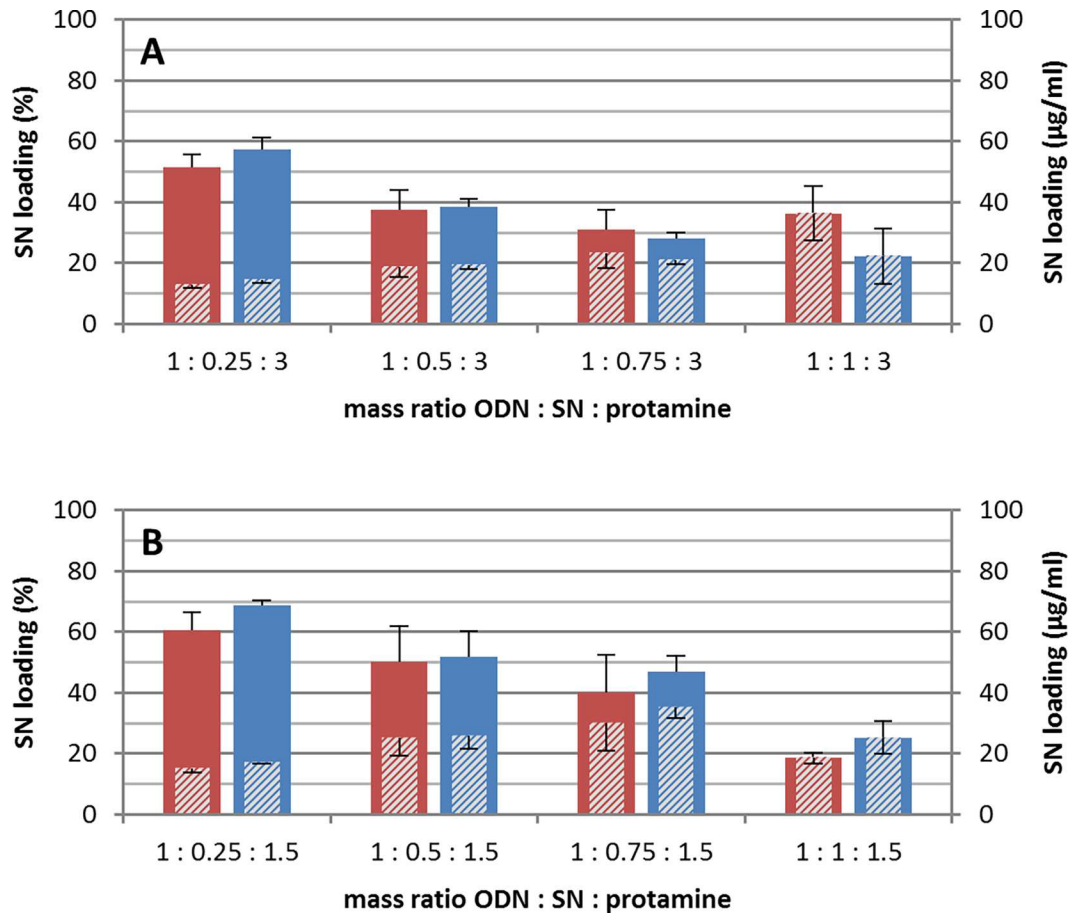 A
SN loading (%)
100
80
60
40
20
0
SN loading (µg/ml)
100
80
60
40
20
0
1 : 0.25 : 3
1 : 0.5 : 3
1 : 0.75 : 3
1 : 1 : 3
mass ratio ODN : SN : protamine
B
SN loading (%)
100
80
60
40
20
0
SN loading (µg/ml)
100
80
60
40
20
0
1 : 0.25 : 1.5
1 : 0.5 : 1.5
1 : 0.75 : 1.5
1 : 1 : 1.5
mass ratio ODN : SN : protamine